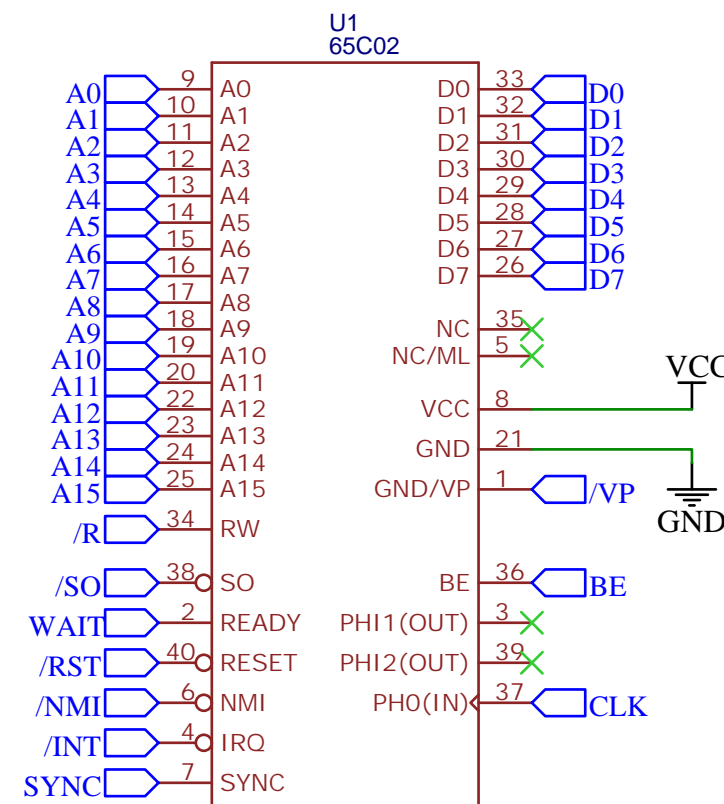 U1
65C02
A0 9 A0 D0 33 D0
A1 10 A1 D1 32 D1
A2 11 A2 D2 31 D2
A3 12 A3 D3 30 D3
A4 13 A4 D4 29 D4
A5 14 A5 D5 28 D5
A6 15 A6 D6 27 D6
A7 16 A7 D7 26 D7
A8 17 A8
A9 18 A9 NC 35
A10 19 A10 NC/ML 5
A11 20 A11 VCC
A12 22 A12 VCC 8
A13 23 A13
A14 24 A14 GND 21
A15 25 A15 GND/VP 1 /VP
/R 34 RW GND
/SO 38 SO BE 36 BE
WAIT 2 READY PHI1(OUT) 3
/RST 40 RESET PHI2(OUT) 39
/NMI 6 NMI PH0(IN) 37 CLK
/INT 4 IRQ
SYNC 7 SYNC